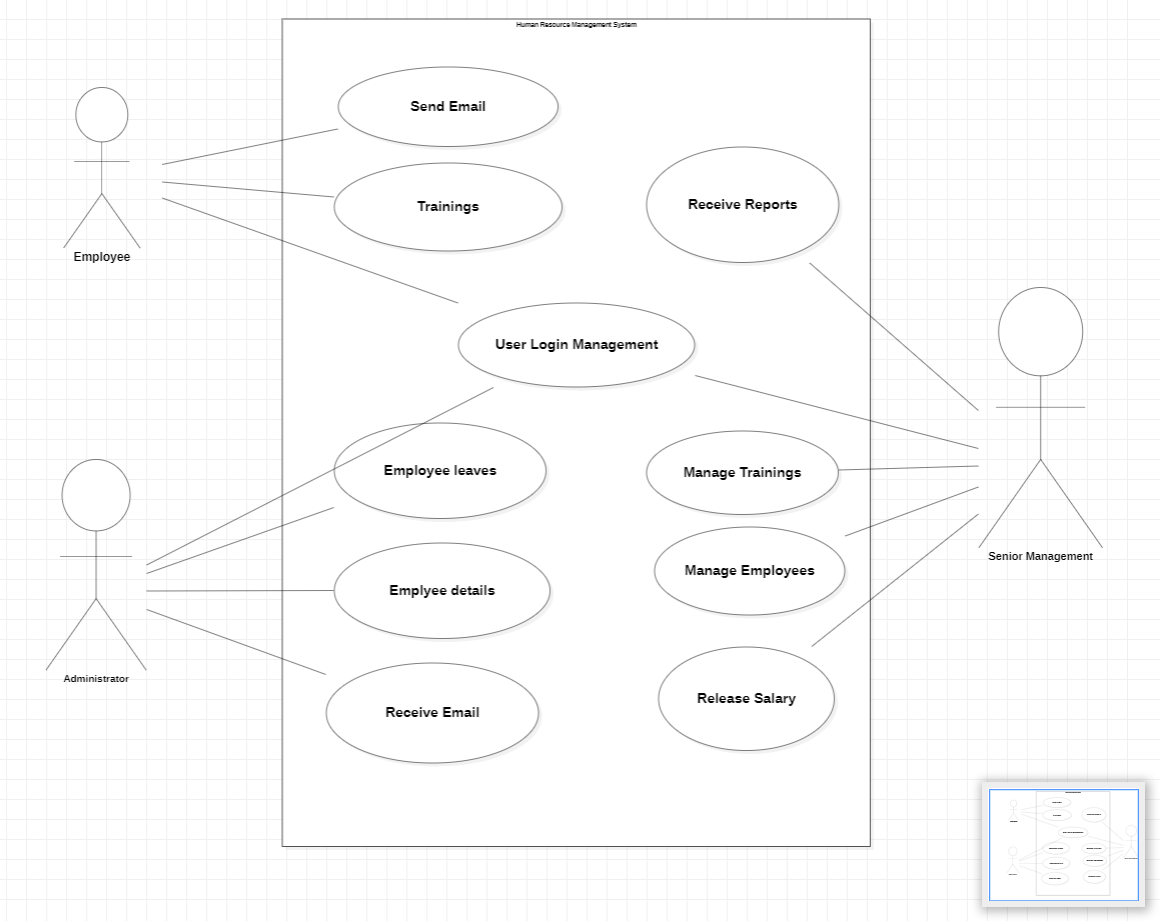 Human Resource Management System
Send Email
Trainings
Receive Reports
Employee
User Login Management
Employee leaves
Manage Trainings
Senior Management
Manage Employees
Emplyee details
Administrator
Release Salary
Receive Email